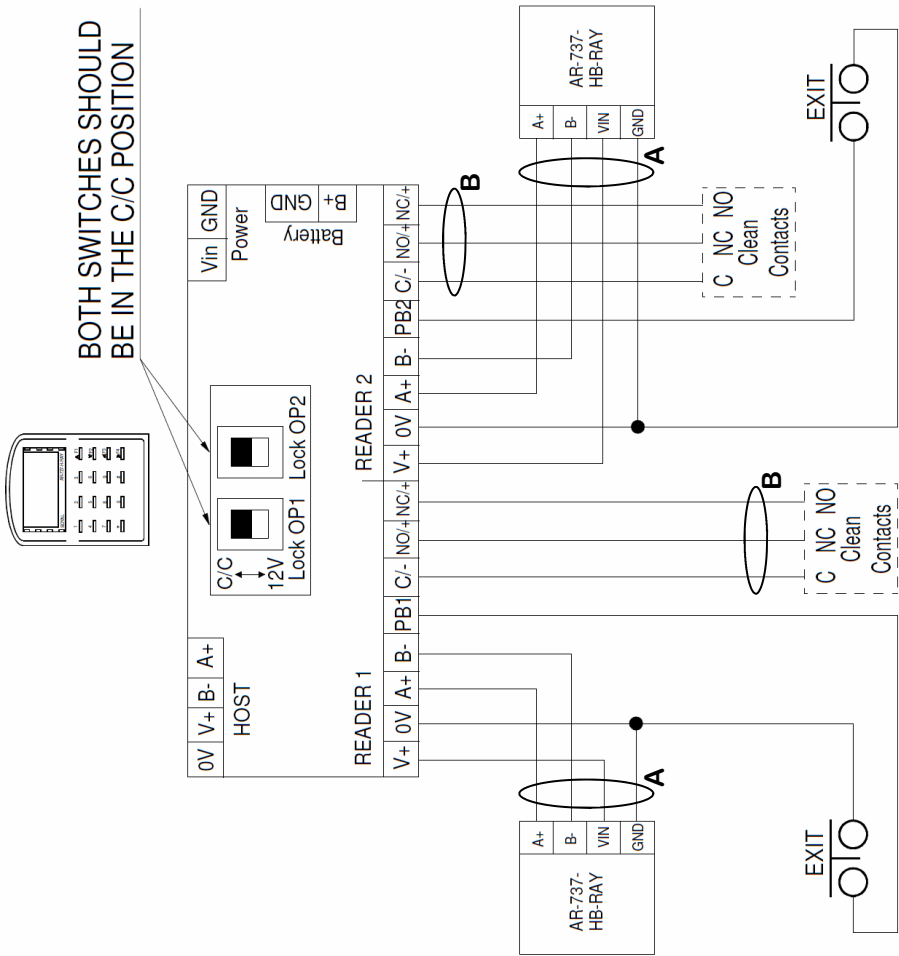 BOTH SWITCHES SHOULD
BE IN THE C/C POSITION
Vin GND
Power
GND B+
Battery
C/C
12V
Lock OP1
Lock OP2
0V V+ B- A+
HOST
READER 1
V+ 0V A+ B- PB1 C/- NO/+ NC/+
READER 2
V+ 0V A+ B- PB2 C/- NO/+ NC/+
AR-737-
HB-RAY
A+
B-
VIN
GND
A
B
EXIT
C NC NO
Clean
Contacts
B
C NC NO
Clean
Contacts
AR-737-
HB-RAY
A+
B-
VIN
GND
A
EXIT